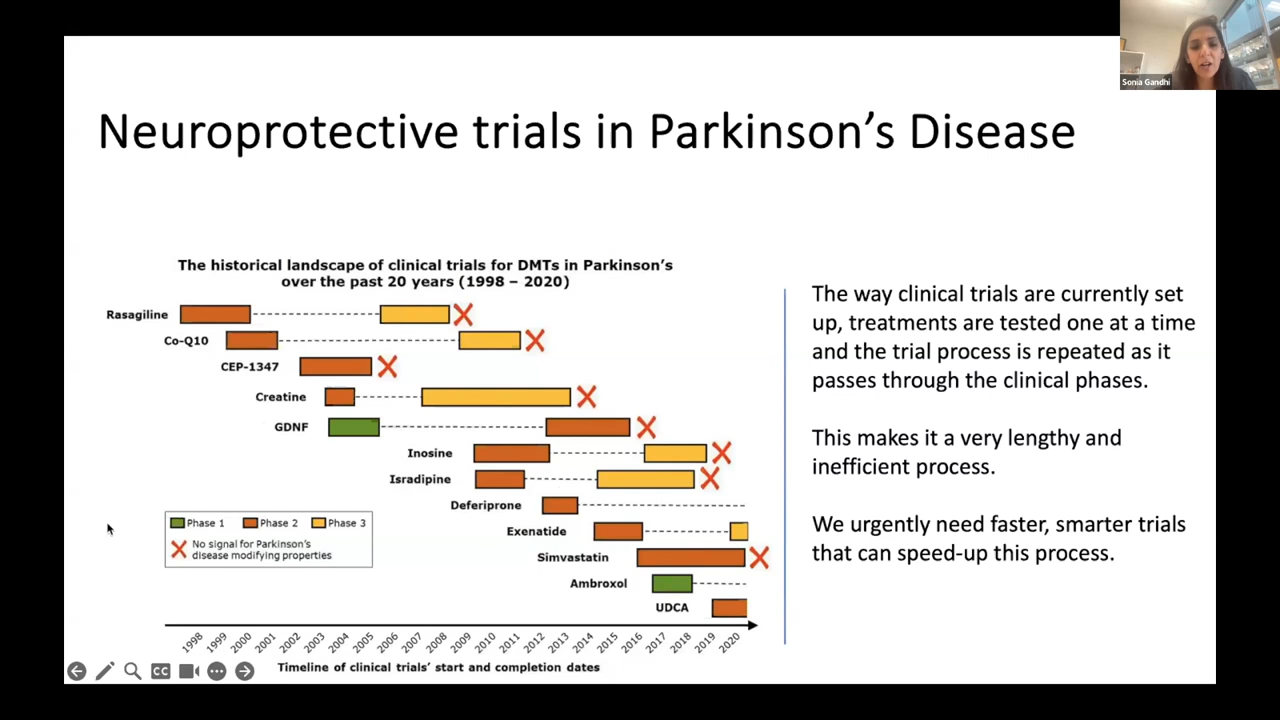 Sonia Gandhi
Neuroprotective trials in Parkinson's Disease
The historical landscape of clinical trials for DMTs in Parkinson's
over the past 20 years (1998 – 2020)
Rasagiline
Co-Q10
CEP-1347
Creatine
GDNF
Inosine
Isradipine
Deferiprone
Exenatide
Simvastatin
Ambroxol
UDCA
Phase 1 Phase 2 Phase 3
No signal for Parkinson's
disease modifying properties
1998 1999 2000 2001 2002 2003 2004 2005 2006 2007 2008 2009 2010 2011 2012 2013 2014 2015 2016 2017 2018 2019 2020
Timeline of clinical trials' start and completion dates
The way clinical trials are currently set
up, treatments are tested one at a time
and the trial process is repeated as it
passes through the clinical phases.
This makes it a very lengthy and
inefficient process.
We urgently need faster, smarter trials
that can speed-up this process.
CC